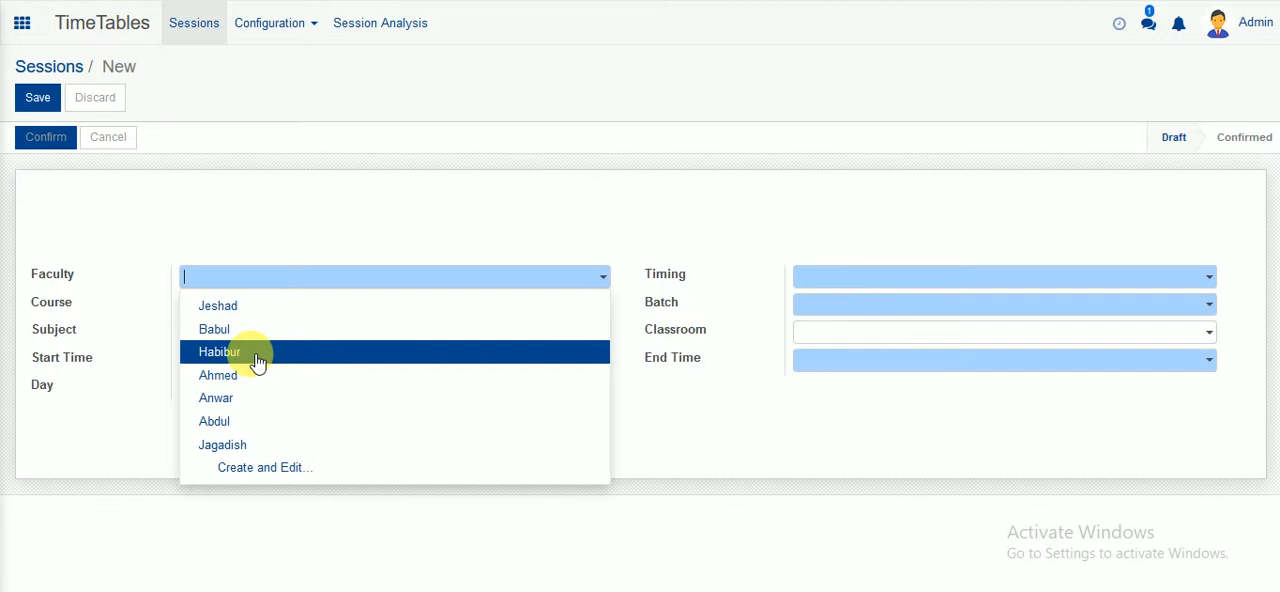 TimeTables Sessions Configuration Session Analysis 1 Admin
Sessions / New
Save Discard
Confirm Cancel Draft Confirmed
Faculty Timing
Jeshad
Course Batch
Babul
Subject Classroom
Habibur
Start Time End Time
Ahmed
Day
Anwar
Abdul
Jagadish
Create and Edit...
Activate Windows
Go to Settings to activate Windows.